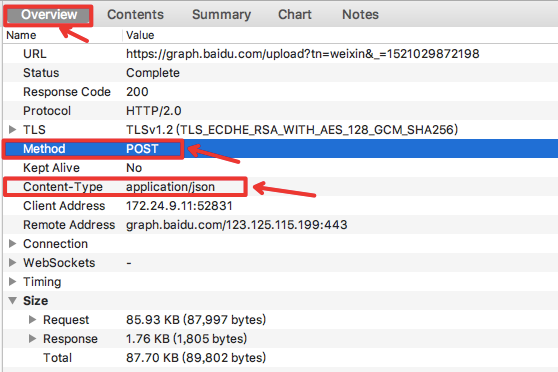 Overview Contents Summary Chart Notes
Name Value
URL https://graph.baidu.com/upload?tn=weixin&_=1521029872198
Status Complete
Response Code 200
Protocol HTTP/2.0
TLS TLSv1.2 (TLS_ECDHE_RSA_WITH_AES_128_GCM_SHA256)
Method POST
Kept Alive No
Content-Type application/json
Client Address 172.24.9.11:52831
Remote Address graph.baidu.com/123.125.115.199:443
Connection
WebSockets -
Timing
Size
Request 85.93 KB (87,997 bytes)
Response 1.76 KB (1,805 bytes)
Total 87.70 KB (89,802 bytes)